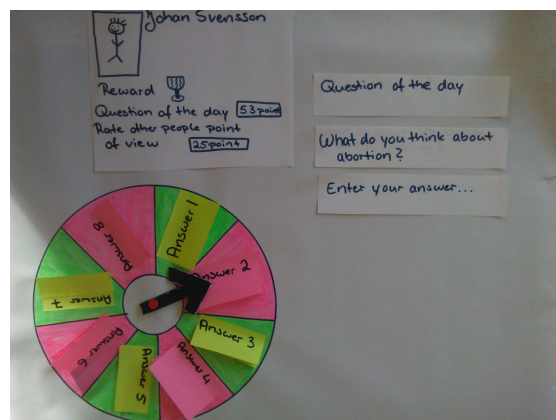 Johan Svensson
Reward
Question of the day 53 point
Rate other people point
of view 25 point
Question of the day
What do you think about
abortion?
Enter your answer...
Answer 1
Answer 2
Answer 3
Answer 4
Answer 5
Answer 6
Answer 7
Answer 8